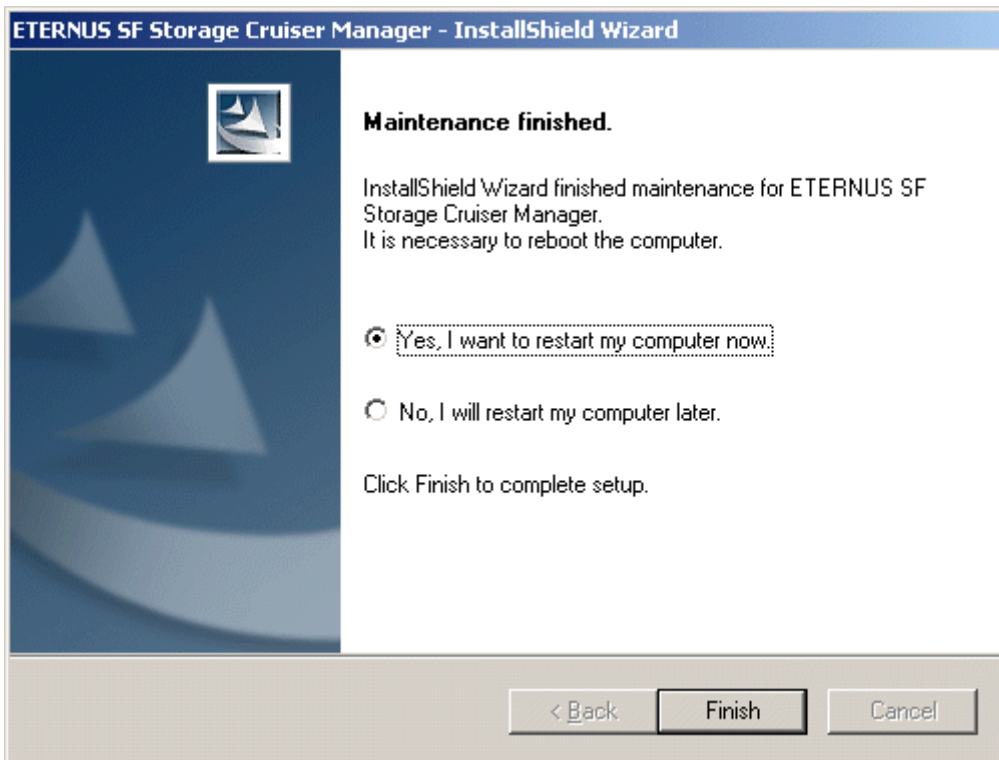 ETERNUS SF Storage Cruiser Manager - InstallShield Wizard
Maintenance finished.
InstallShield Wizard finished maintenance for ETERNUS SF
Storage Cruiser Manager.
It is necessary to reboot the computer.
Yes, I want to restart my computer now.
No, I will restart my computer later.
Click Finish to complete setup.
< Back
Finish
Cancel